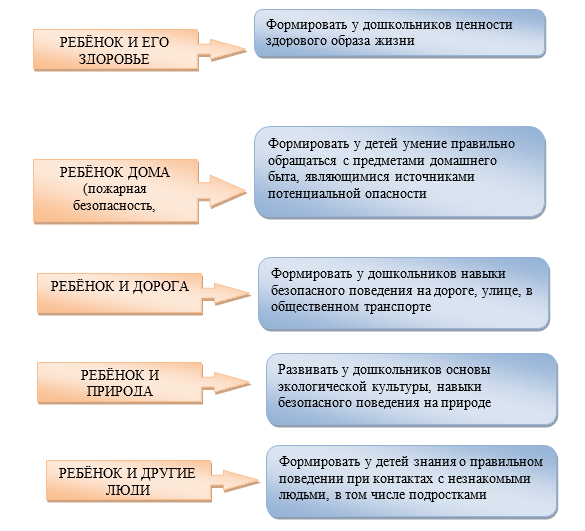 РЕБЁНОК И ЕГО
ЗДОРОВЬЕ
Формировать у дошкольников ценности
здорового образа жизни
РЕБЁНОК ДОМА
(пожарная
безопасность,
Формировать у детей умение правильно
обращаться с предметами домашнего
быта, являющимися источниками
потенциальной опасности
РЕБЁНОК И ДОРОГА
Формировать у дошкольников навыки
безопасного поведения на дороге, улице, в
общественном транспорте
РЕБЁНОК И
ПРИРОДА
Развивать у дошкольников основы
экологической культуры, навыки
безопасного поведения на природе
РЕБЁНОК И ДРУГИЕ
ЛЮДИ
Формировать у детей знания о правильном
поведении при контактах с незнакомыми
людьми, в том числе подростками